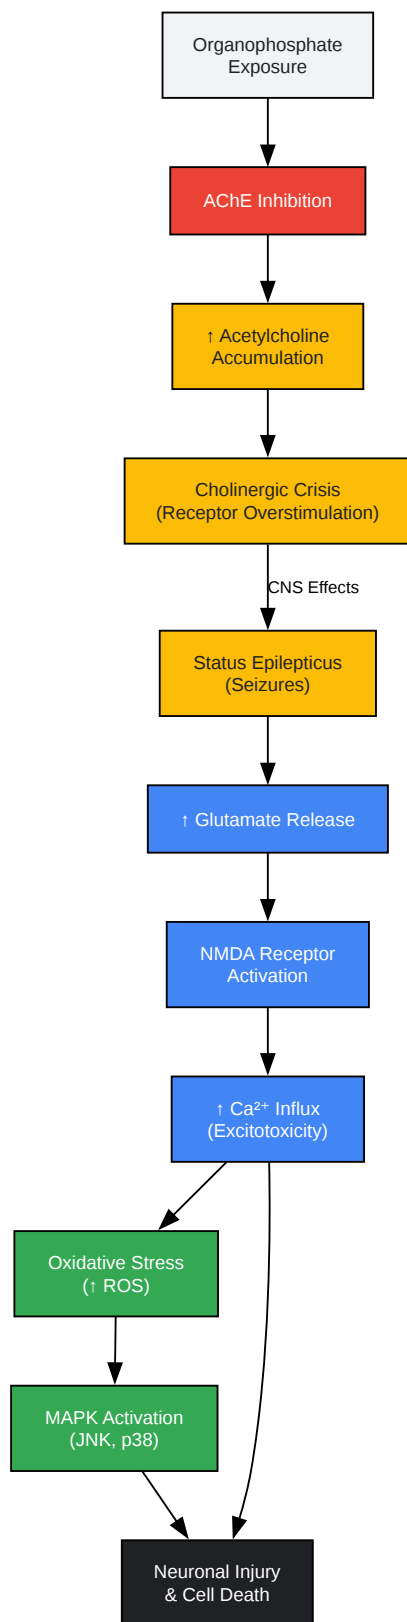 Organophosphate
Exposure
AChE Inhibition
↑ Acetylcholine
Accumulation
Cholinergic Crisis
(Receptor Overstimulation)
CNS Effects
Status Epilepticus
(Seizures)
↑ Glutamate Release
NMDA Receptor
Activation
↑ Ca²⁺ Influx
(Excitotoxicity)
Oxidative Stress
(↑ ROS)
MAPK Activation
(JNK, p38)
Neuronal Injury
& Cell Death